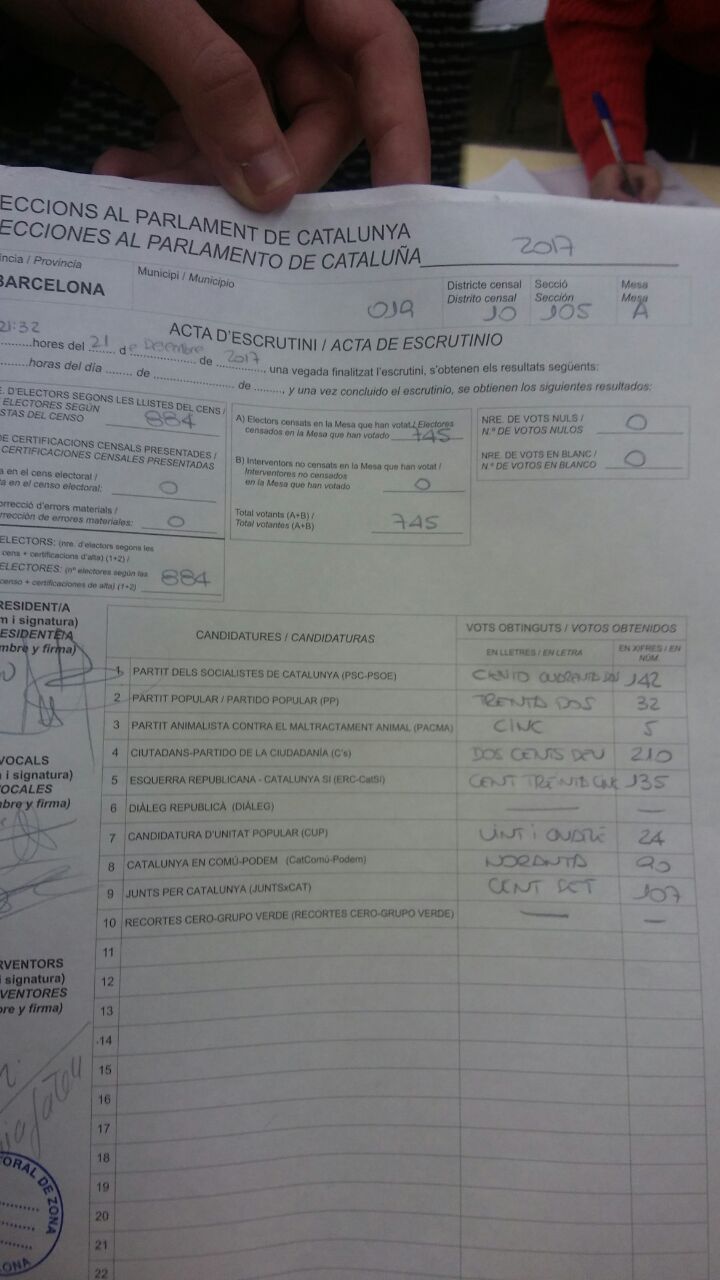 ECCIONS AL PARLAMENT DE CATALUNYA
ECCIONES AL PARLAMENTO DE CATALUÑA 2017
íncia / Provincia
BARCELONA
Municipi / Municipio
019
Districte censal
Distrito censal
10
Secció
Sección
105
Mesa
Mesa
A
ACTA D'ESCRUTINI / ACTA DE ESCRUTINIO
21:32
hores del 21 de Desembre de 2017, una vegada finalitzat l'escrutini, s'obtenen els resultats següents:
horas del día de de , y una vez concluido el escrutinio, se obtienen los siguientes resultados:
E. D'ELECTORS SEGONS LES LLISTES DEL CENS /
ELECTORES SEGÚN
STAS DEL CENSO 884
DE CERTIFICACIONS CENSALS PRESENTADES /
CERTIFICACIONES CENSALES PRESENTADAS
a en el cens electoral /
a en el censo electoral: 0
orrecció d'errors materials /
rrección de errores materiales: 0
ELECTORS: (nre. d'electors segons les
cens + certificacions d'alta) (1+2) /
ELECTORES: (nº electores según las
censo + certificaciones de alta) (1+2) 884
A) Electors censats en la Mesa que han votat / Electores
censados en la Mesa que han votado 745
B) Interventors no censats en la Mesa que han votat /
Interventores no censados
en la Mesa que han votado 0
Total votants (A+B) /
Total votantes (A+B) 745
NRE. DE VOTS NULS /
N.º DE VOTOS NULOS 0
NRE. DE VOTS EN BLANC /
N.º DE VOTOS EN BLANCO 0
RESIDENT/A
m i signatura)
RESIDENTE/A
mbre y firma)
VOCALS
i signatura)
VOCALES
bre y firma)
RVENTORS
i signatura)
VENTORES
bre y firma)
CANDIDATURES / CANDIDATURAS
VOTS OBTINGUTS / VOTOS OBTENIDOS
EN LLETRES / EN LETRA
EN XIFRES / EN NÚM.
1 PARTIT DELS SOCIALISTES DE CATALUNYA (PSC-PSOE) CIENTO QUARANTA DOS 142
2 PARTIT POPULAR / PARTIDO POPULAR (PP) TRENTA DOS 32
3 PARTIT ANIMALISTA CONTRA EL MALTRACTAMENT ANIMAL (PACMA) CINC 5
4 CIUTADANS-PARTIDO DE LA CIUDADANÍA (C's) DOS CENTS DEU 210
5 ESQUERRA REPUBLICANA - CATALUNYA SÍ (ERC-CatSí) CENT TRENTA CINC 135
6 DIÀLEG REPUBLICÀ (DIÀLEG) — —
7 CANDIDATURA D'UNITAT POPULAR (CUP) VINT I QUATRE 24
8 CATALUNYA EN COMÚ-PODEM (CatComú-Podem) NORANTA 90
9 JUNTS PER CATALUNYA (JUNTSxCAT) CENT SET 107
10 RECORTES CERO-GRUPO VERDE (RECORTES CERO-GRUPO VERDE) — —
11
12
13
14
15
16
17
18
19
20
21
22
ORAL DE ZONA
ONA